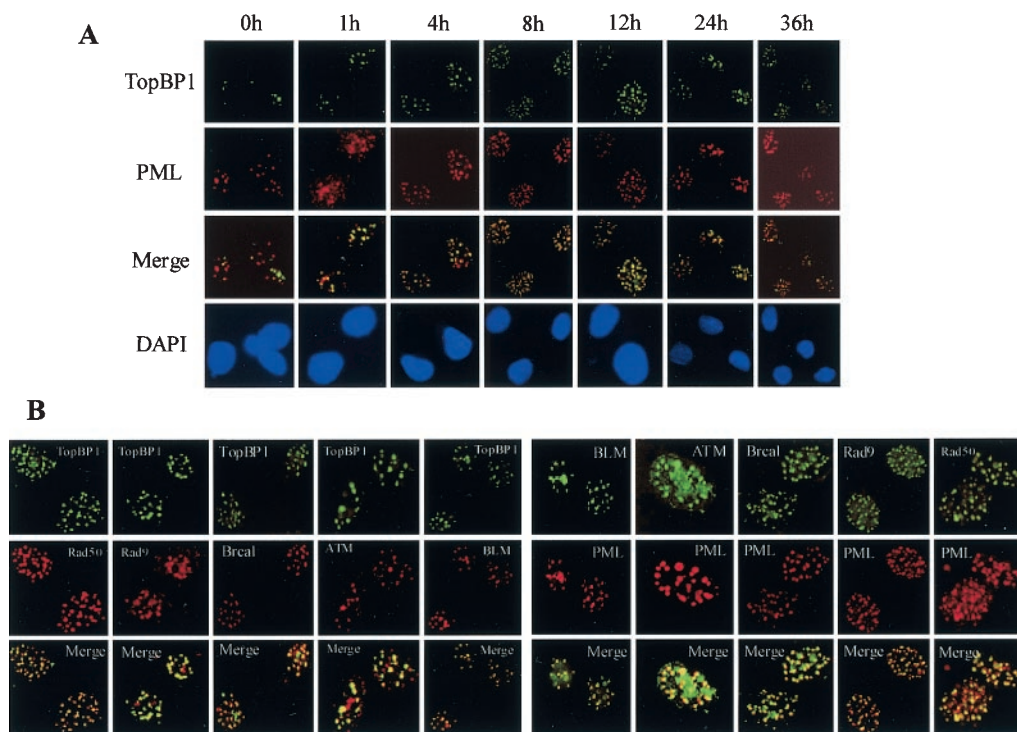 A
0h 1h 4h 8h 12h 24h 36h
TopBP1
PML
Merge
DAPI
B
TopBP1 TopBP1 TopBP1 TopBP1 TopBP1 BLM ATM Brcal Rad9 Rad50
Rad50 Rad9 Brcal ATM BLM PML PML PML PML PML
Merge Merge Merge Merge Merge Merge Merge Merge Merge Merge